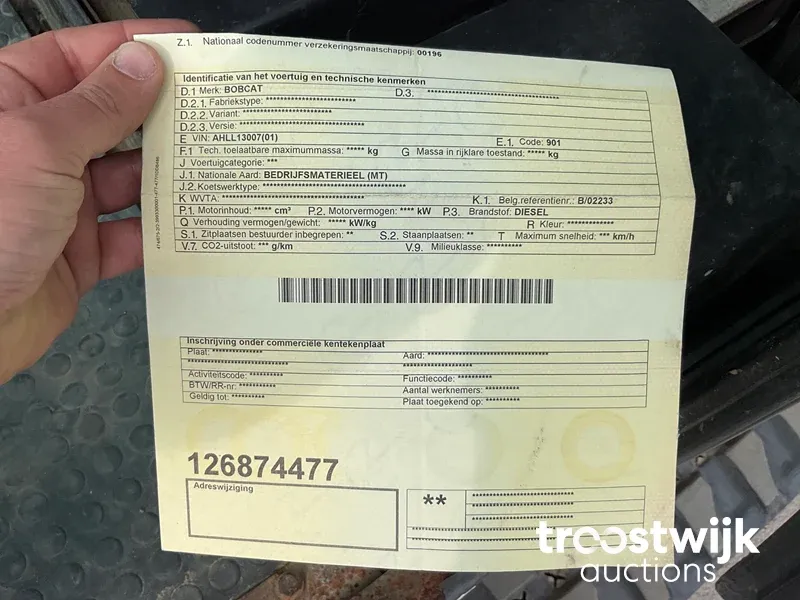 Z.1. Nationaal codenummer verzekeringsmaatschappij: 00196
Identificatie van het voertuig en technische kenmerken
D.1 Merk: BOBCAT D.3. **********************************
D.2.1. Fabriekstype: ************************
D.2.2. Variant: ************************
D.2.3. Versie: **********************************
E VIN: AHLL13007(01) E.1. Code: 901
F.1 Tech. toelaatbare maximummassa: ***** kg G Massa in rijklare toestand: ***** kg
J Voertuigcategorie: ***
J.1. Nationale Aard: BEDRIJFSMATERIEEL (MT)
J.2. Koetswerktype: **************************************
K WVTA: ************************************** K.1. Belg.referentienr.: B/02233
P.1. Motorinhoud: ***** cm³ P.2. Motorvermogen: **** kW P.3. Brandstof: DIESEL
Q Verhouding vermogen/gewicht: ***** kW/kg R Kleur: *************
S.1. Zitplaatsen bestuurder inbegrepen: ** S.2. Staanplaatsen: ** T Maximum snelheid: *** km/h
V.7. CO2-uitstoot: *** g/km V.9. Milieuklasse: **********
Inschrijving onder commerciële kentekenplaat
Plaat: ************** Aard: **********************************
**************************** ***************************
Activiteitscode: ********** Functiecode: **********
BTW/RR-nr: ********** Aantal werknemers: **********
Geldig tot: ********** Plaat toegekend op: **********
126874477
Adreswijziging
**
****************************
****************************
****************************
troostwijk
auctions